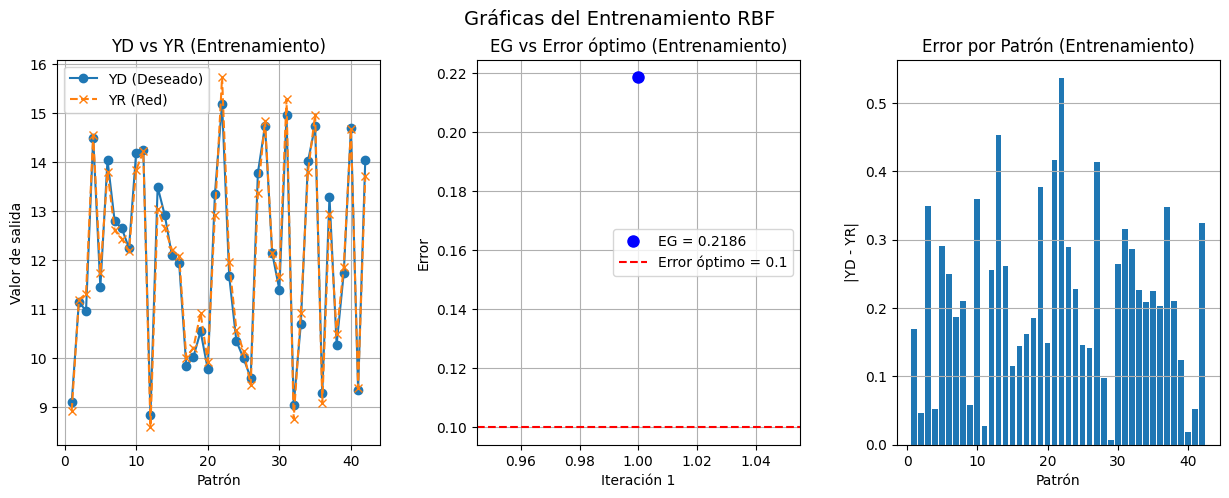 Gráficas del Entrenamiento RBF
YD vs YR (Entrenamiento)
16
15
14
13
12
11
10
9
Valor de salida
YD (Deseado)
YR (Red)
0
10
20
30
40
Patrón
EG vs Error óptimo (Entrenamiento)
0.22
0.20
0.18
0.16
0.14
0.12
0.10
Error
EG = 0.2186
Error óptimo = 0.1
0.96
0.98
1.00
1.02
1.04
Iteración 1
Error por Patrón (Entrenamiento)
0.5
0.4
0.3
0.2
0.1
0.0
|YD - YR|
0
10
20
30
40
Patrón